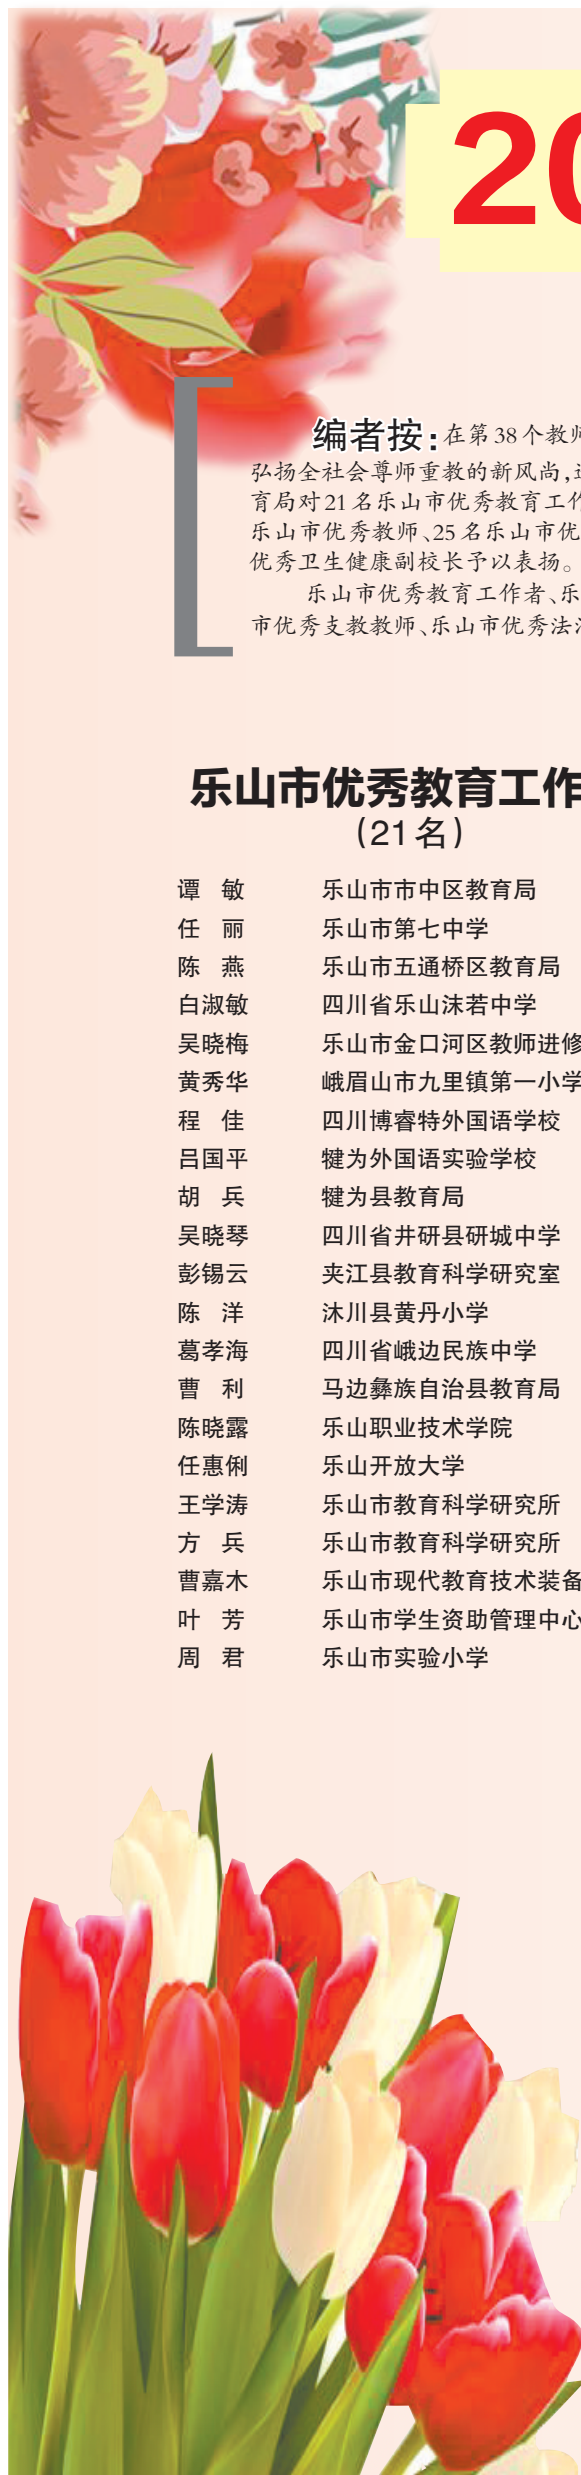 20
编者按：在第38个教师
弘扬全社会尊师重教的新风尚，
育局对21名乐山市优秀教育工作
乐山市优秀教师、25名乐山市优
优秀卫生健康副校长予以表扬。
乐山市优秀教育工作者、乐
市优秀支教教师、乐山市优秀法
乐山市优秀教育工作
（21名）
谭 敏 乐山市市中区教育局
任 丽 乐山市第七中学
陈 燕 乐山市五通桥区教育局
白淑敏 四川省乐山沫若中学
吴晓梅 乐山市金口河区教师进修
黄秀华 峨眉山市九里镇第一小学
程 佳 四川博睿特外国语学校
吕国平 犍为外国语实验学校
胡 兵 犍为县教育局
吴晓琴 四川省井研县研城中学
彭锡云 夹江县教育科学研究室
陈 洋 沐川县黄丹小学
葛孝海 四川省峨边民族中学
曹 利 马边彝族自治县教育局
陈晓露 乐山职业技术学院
任惠俐 乐山开放大学
王学涛 乐山市教育科学研究所
方 兵 乐山市教育科学研究所
曹嘉木 乐山市现代教育技术装备
叶 芳 乐山市学生资助管理中心
周 君 乐山市实验小学